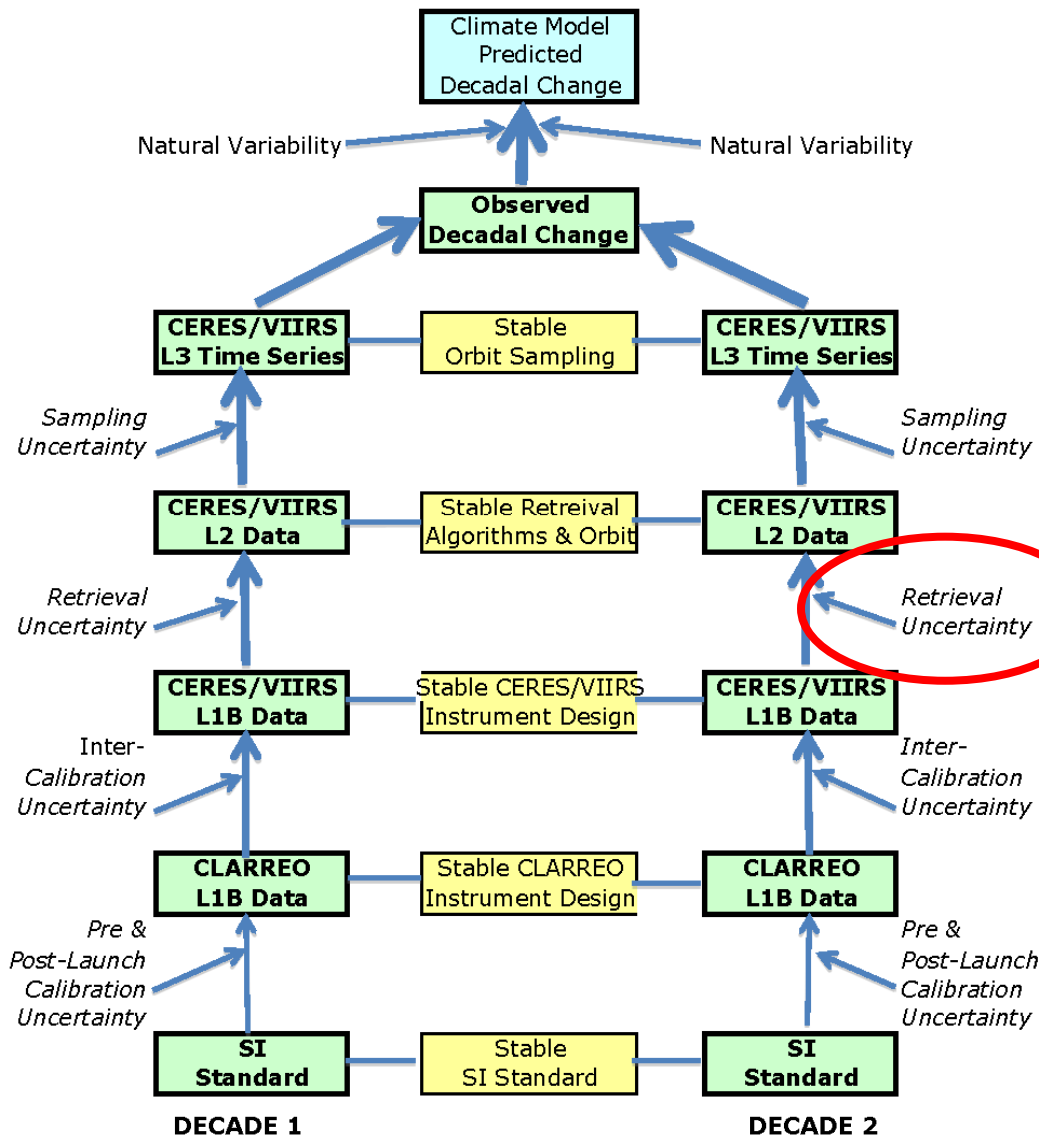 Climate Model
Predicted
Decadal Change
Natural Variability
Natural Variability
Observed
Decadal Change
CERES/VIIRS
L3 Time Series
Stable
Orbit Sampling
CERES/VIIRS
L3 Time Series
Sampling
Uncertainty
Sampling
Uncertainty
CERES/VIIRS
L2 Data
Stable Retreival
Algorithms & Orbit
CERES/VIIRS
L2 Data
Retrieval
Uncertainty
Retrieval
Uncertainty
CERES/VIIRS
L1B Data
Stable CERES/VIIRS
Instrument Design
CERES/VIIRS
L1B Data
Inter-
Calibration
Uncertainty
Inter-
Calibration
Uncertainty
CLARREO
L1B Data
Stable CLARREO
Instrument Design
CLARREO
L1B Data
Pre &
Post-Launch
Calibration
Uncertainty
Pre &
Post-Launch
Calibration
Uncertainty
SI
Standard
Stable
SI Standard
SI
Standard
DECADE 1
DECADE 2